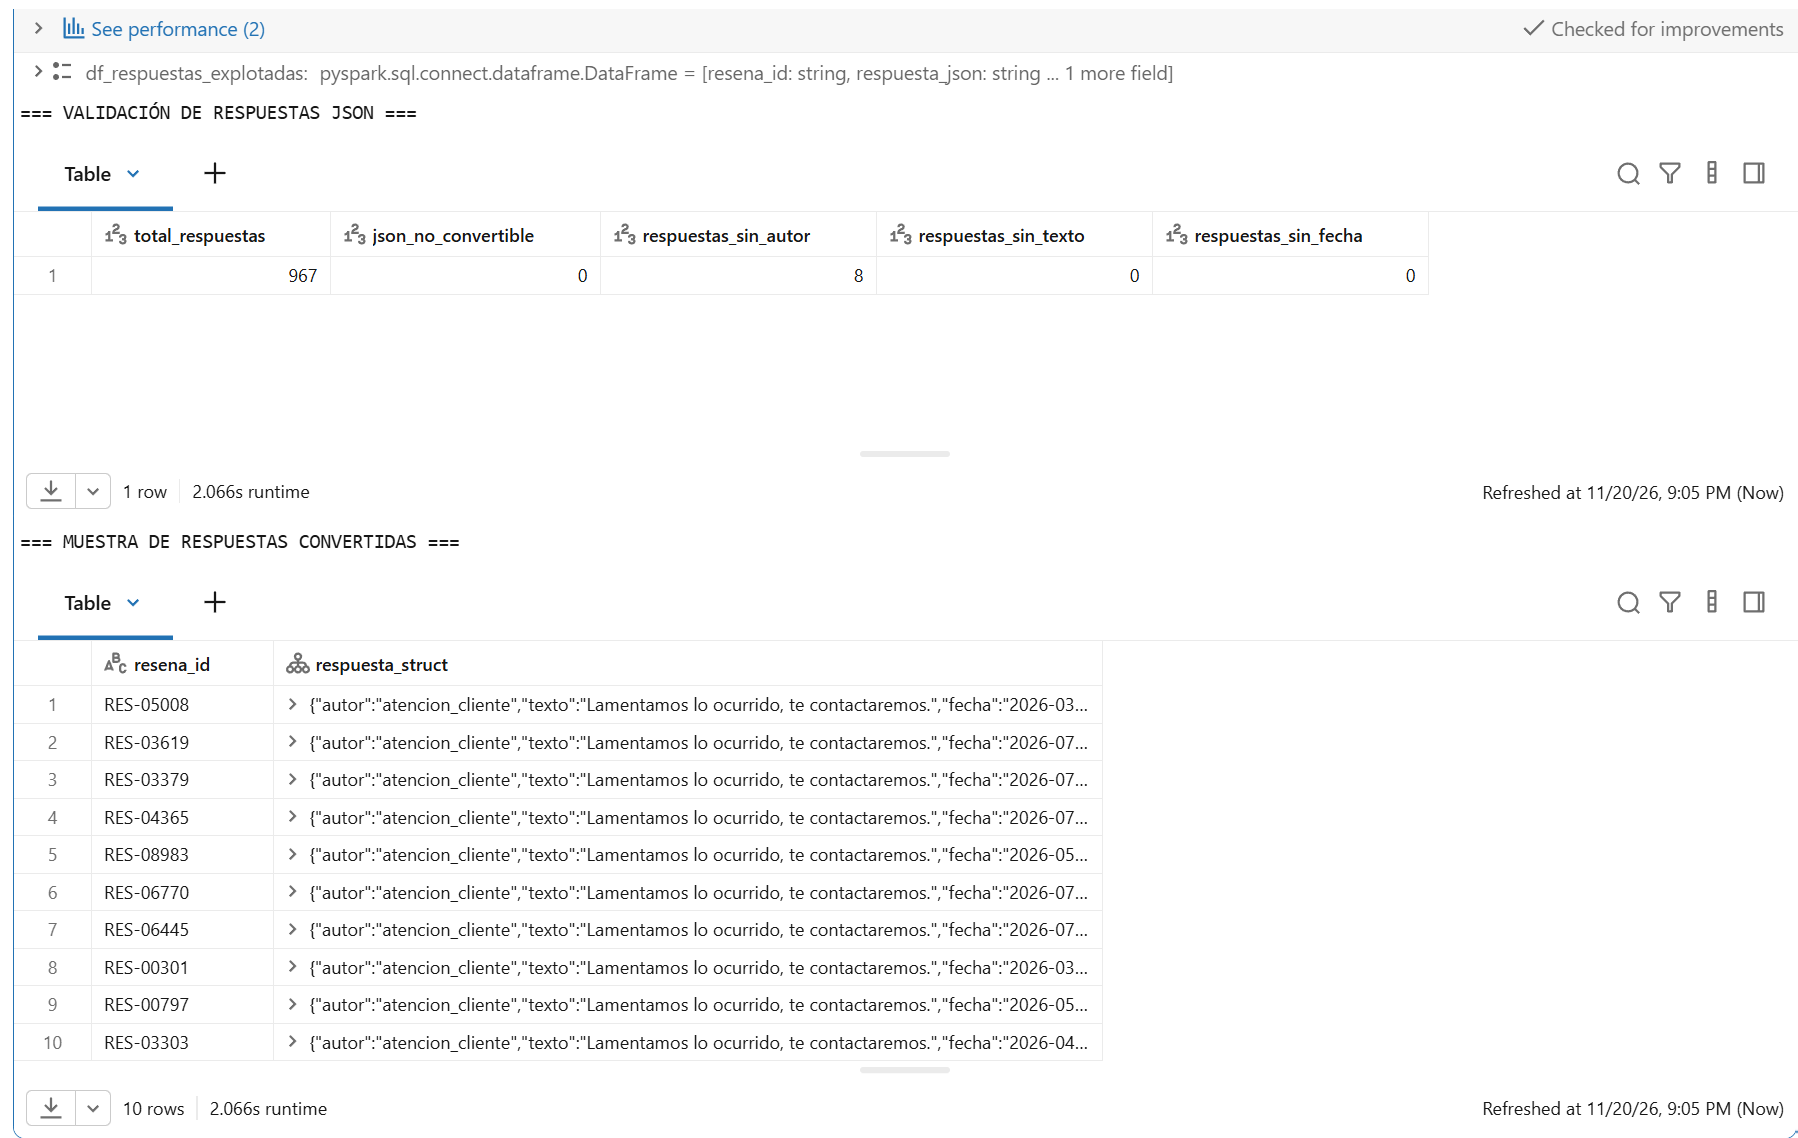 See performance (2) Checked for improvements
df_respuestas_explotadas: pyspark.sql.connect.dataframe.DataFrame = [resena_id: string, respuesta_json: string ... 1 more field]
=== VALIDACIÓN DE RESPUESTAS JSON ===
Table +
123 total_respuestas 123 json_no_convertible 123 respuestas_sin_autor 123 respuestas_sin_texto 123 respuestas_sin_fecha
1 967 0 8 0 0
1 row 2.066s runtime Refreshed at 11/20/26, 9:05 PM (Now)
=== MUESTRA DE RESPUESTAS CONVERTIDAS ===
Table +
ABC resena_id respuesta_struct
1 RES-05008 {"autor":"atencion_cliente","texto":"Lamentamos lo ocurrido, te contactaremos.","fecha":"2026-03...
2 RES-03619 {"autor":"atencion_cliente","texto":"Lamentamos lo ocurrido, te contactaremos.","fecha":"2026-07...
3 RES-03379 {"autor":"atencion_cliente","texto":"Lamentamos lo ocurrido, te contactaremos.","fecha":"2026-07...
4 RES-04365 {"autor":"atencion_cliente","texto":"Lamentamos lo ocurrido, te contactaremos.","fecha":"2026-07...
5 RES-08983 {"autor":"atencion_cliente","texto":"Lamentamos lo ocurrido, te contactaremos.","fecha":"2026-05...
6 RES-06770 {"autor":"atencion_cliente","texto":"Lamentamos lo ocurrido, te contactaremos.","fecha":"2026-07...
7 RES-06445 {"autor":"atencion_cliente","texto":"Lamentamos lo ocurrido, te contactaremos.","fecha":"2026-07...
8 RES-00301 {"autor":"atencion_cliente","texto":"Lamentamos lo ocurrido, te contactaremos.","fecha":"2026-03...
9 RES-00797 {"autor":"atencion_cliente","texto":"Lamentamos lo ocurrido, te contactaremos.","fecha":"2026-05...
10 RES-03303 {"autor":"atencion_cliente","texto":"Lamentamos lo ocurrido, te contactaremos.","fecha":"2026-04...
10 rows 2.066s runtime Refreshed at 11/20/26, 9:05 PM (Now)